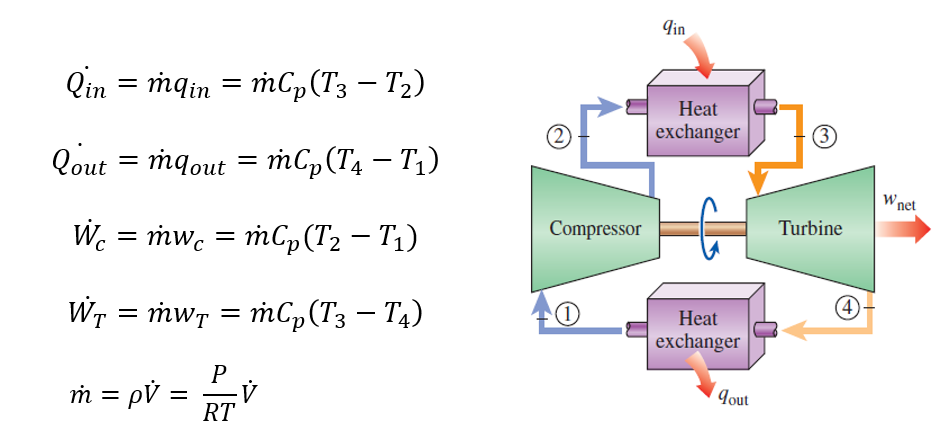 Q̇in = ṁqin = ṁCp(T3 − T2)
Q̇out = ṁqout = ṁCp(T4 − T1)
Ẇc = ṁwc = ṁCp(T2 − T1)
ẆT = ṁwT = ṁCp(T3 − T4)
ṁ = ρV̇ = P/RT V̇
qin
Heat
exchanger
2
3
Compressor
Turbine
wnet
1
Heat
exchanger
4
qout